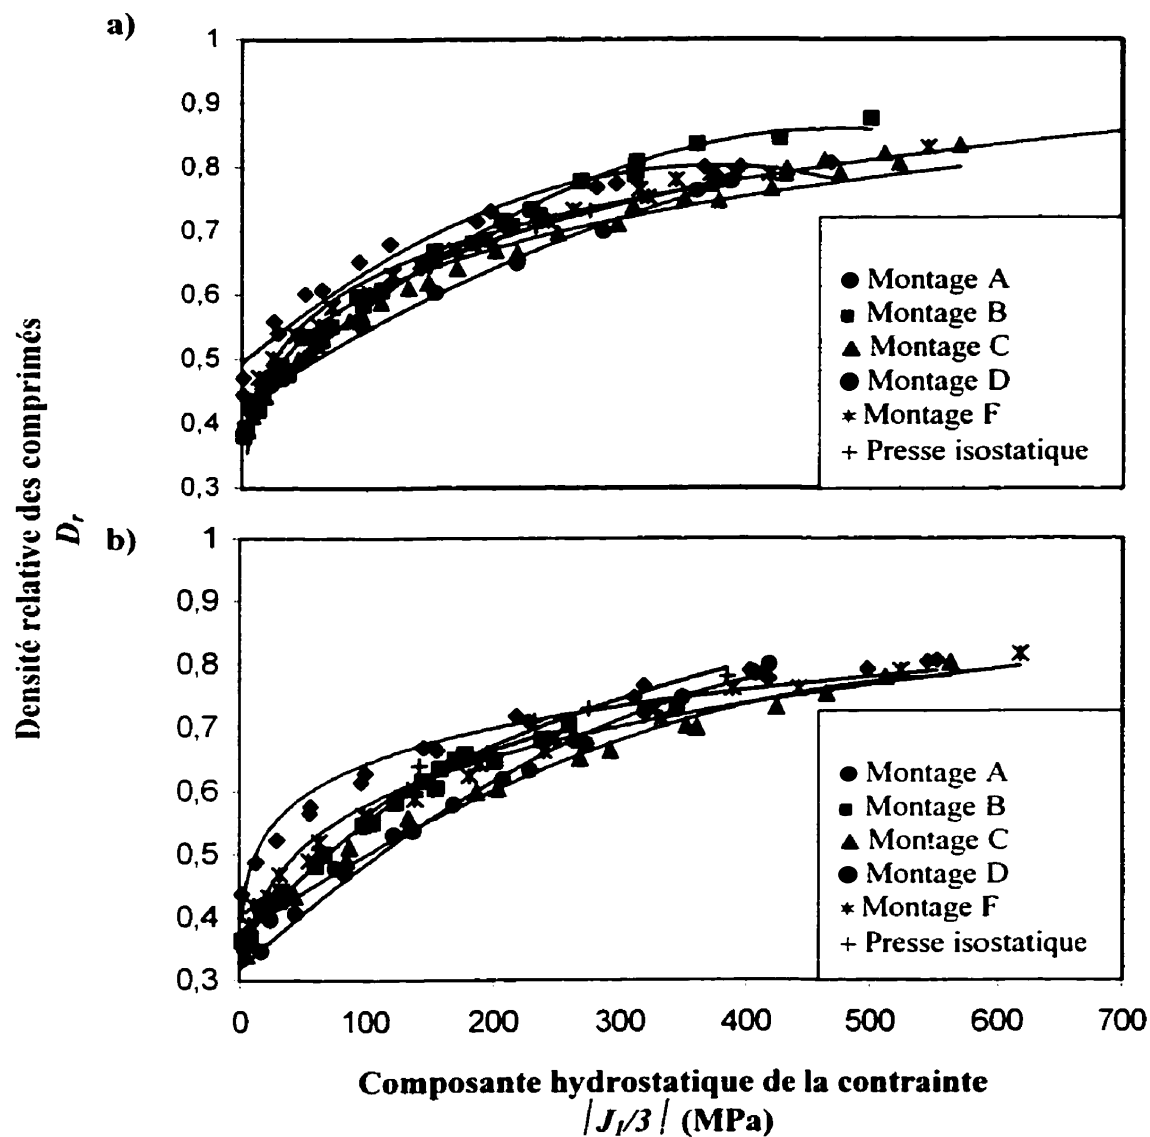 a)
1
0,9
0,8
0,7
0,6
0,5
0,4
0,3
Montage A
Montage B
Montage C
Montage D
Montage F
+ Presse isostatique
Densité relative des comprimés
D_r
b)
1
0,9
0,8
0,7
0,6
0,5
0,4
0,3
Montage A
Montage B
Montage C
Montage D
Montage F
+ Presse isostatique
0 100 200 300 400 500 600 700
Composante hydrostatique de la contrainte
|J_1/3| (MPa)